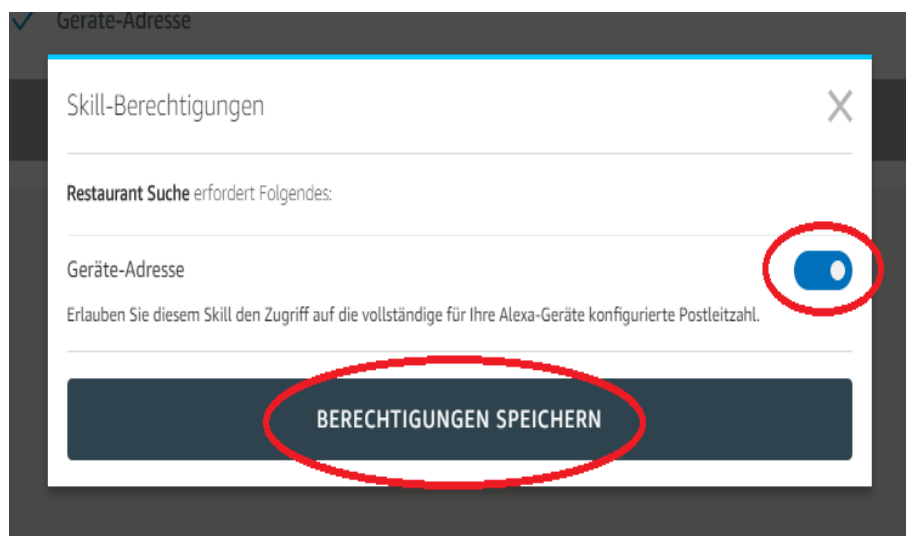 Geräte-Adresse
Skill-Berechtigungen
X
Restaurant Suche erfordert Folgendes:
Geräte-Adresse
Erlauben Sie diesem Skill den Zugriff auf die vollständige für Ihre Alexa-Geräte konfigurierte Postleitzahl.
BERECHTIGUNGEN SPEICHERN